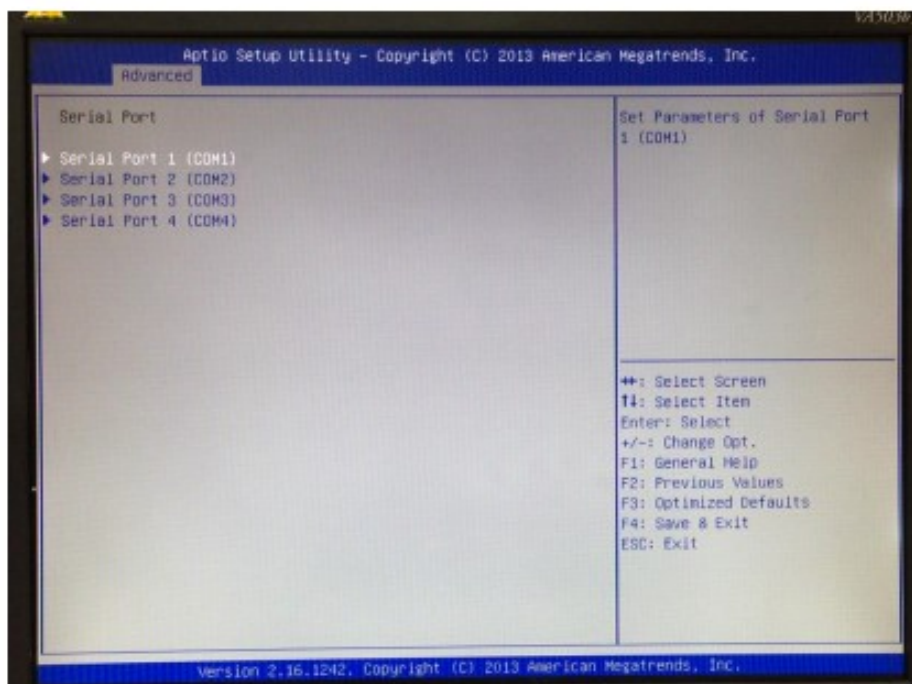 VA503b
Aptio Setup Utility - Copyright (C) 2013 American Megatrends, Inc.
Advanced
Serial Port
Serial Port 1 (COM1)
Serial Port 2 (COM2)
Serial Port 3 (COM3)
Serial Port 4 (COM4)
Set Parameters of Serial Port
1 (COM1)
↔: Select Screen
↑↓: Select Item
Enter: Select
+/-: Change Opt.
F1: General Help
F2: Previous Values
F3: Optimized Defaults
F4: Save & Exit
ESC: Exit
Version 2.16.1242. Copyright (C) 2013 American Megatrends, Inc.